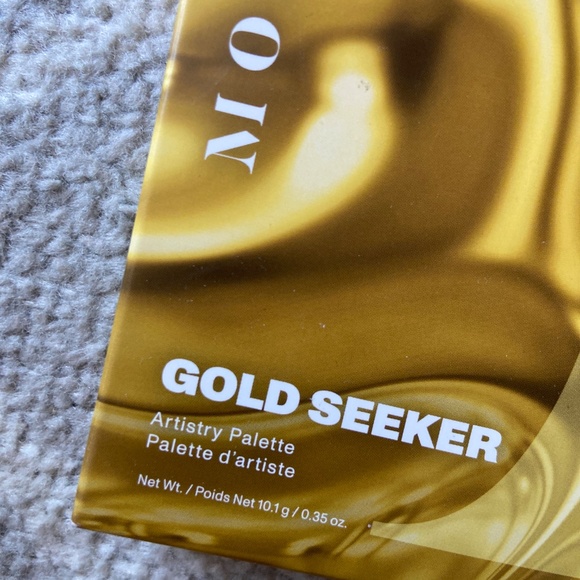 MO
GOLD SEEKER
Artistry Palette
Palette d'artiste
Net Wt. / Poids Net 10.1 g / 0.35 oz.